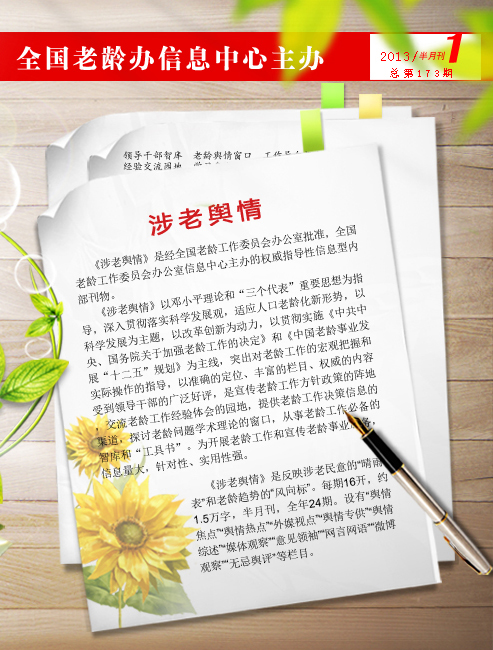 全国老龄办信息中心主办
2013/半月刊1
总第173期
领导干部智库 老龄舆情窗口
经验交流园地
涉老舆情
《涉老舆情》是经全国老龄工作委员会办公室批准，全国
老龄工作委员会办公室信息中心主办的权威指导性信息型内
部刊物。
《涉老舆情》以邓小平理论和“三个代表”重要思想为指
导，深入贯彻落实科学发展观，适应人口老龄化新形势，以
科学发展为主题，以改革创新为动力，以贯彻实施《中共中
央、国务院关于加强老龄工作的决定》和《中国老龄事业发
展“十二五”规划》为主线，突出对老龄工作的宏观把握和
实际操作的指导，以准确的定位、丰富的栏目、权威的内容
受到领导干部的广泛好评，是宣传老龄工作方针政策的阵地
，交流老龄工作经验体会的园地，提供老龄工作决策信息的
渠道，探讨老龄问题学术理论的窗口，从事老龄工作必备的
智库和“工具书”。为开展老龄工作和宣传老龄事业服务，
信息量大，针对性、实用性强。
《涉老舆情》是反映涉老民意的“晴雨
表”和老龄趋势的“风向标”。每期16开，约
1.5万字，半月刊，全年24期。设有“舆情
焦点”“舆情热点”“外媒视点”“舆情专供”“舆情
综述”“媒体观察”“意见领袖”“网言网语”“微博
观察”“无忌舆评”等栏目。